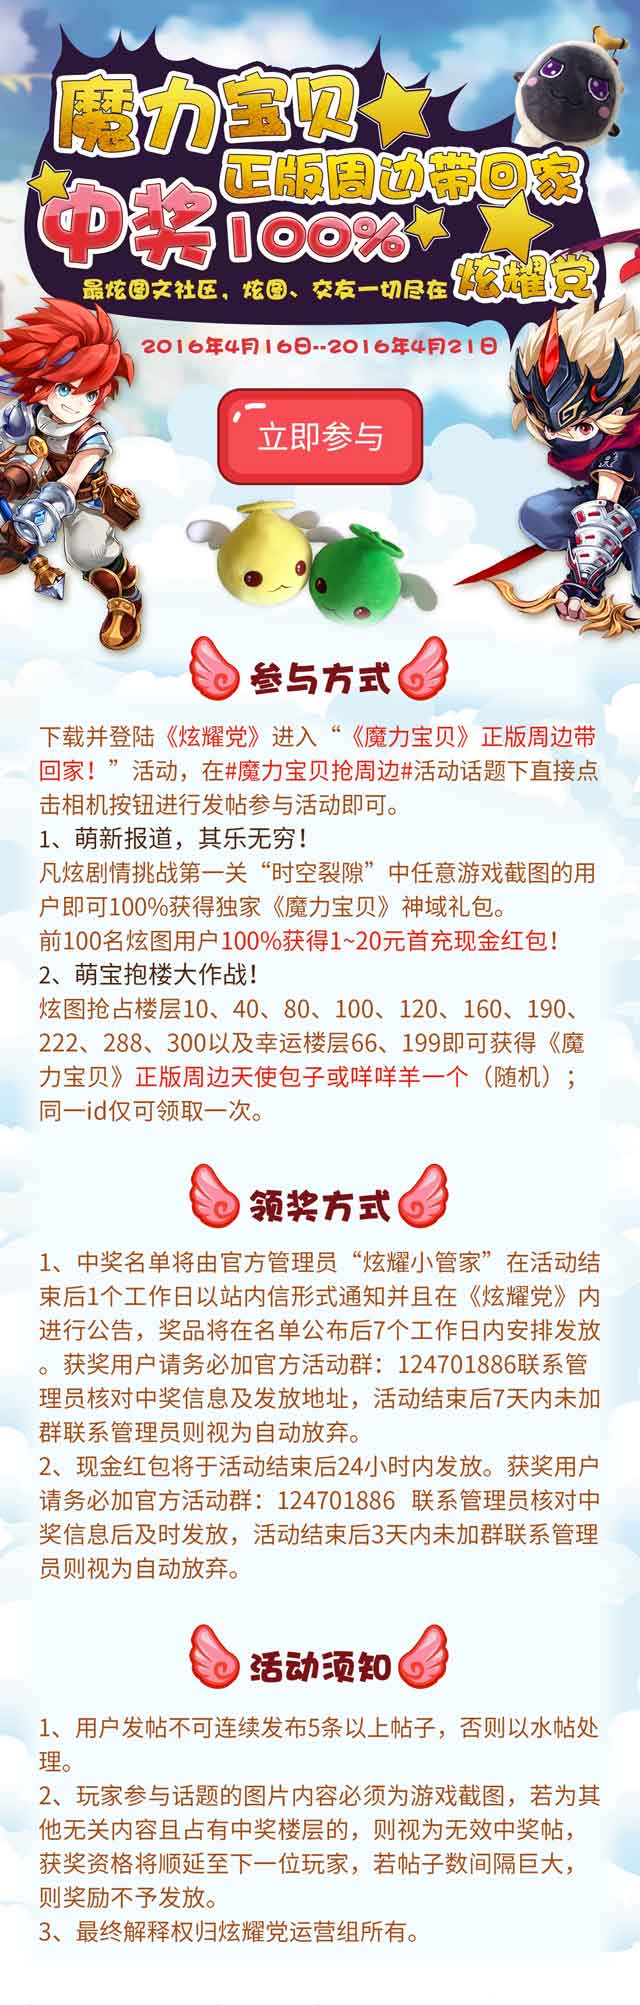 魔力宝贝
正版周边带回家
中奖100%
最炫图文社区，炫图、交友一切尽在炫耀党
2016年4月16日--2016年4月21日
立即参与
参与方式
下载并登陆《炫耀党》进入“《魔力宝贝》正版周边带
回家！”活动，在#魔力宝贝抢周边#活动话题下直接点
击相机按钮进行发帖参与活动即可。
1、萌新报道，其乐无穷！
凡炫剧情挑战第一关“时空裂隙”中任意游戏截图的用
户即可100%获得独家《魔力宝贝》神域礼包。
前100名炫图用户100%获得1~20元首充现金红包！
2、萌宝抱楼大作战！
炫图抢占楼层10、40、80、100、120、160、190、
222、288、300以及幸运楼层66、199即可获得《魔
力宝贝》正版周边天使包子或咩咩羊一个（随机）；
同一id仅可领取一次。
领奖方式
1、中奖名单将由官方管理员“炫耀小管家”在活动结
束后1个工作日以站内信形式通知并且在《炫耀党》内
进行公告，奖品将在名单公布后7个工作日内安排发放
。获奖用户请务必加官方活动群：124701886联系管
理员核对中奖信息及发放地址，活动结束后7天内未加
群联系管理员则视为自动放弃。
2、现金红包将于活动结束后24小时内发放。获奖用户
请务必加官方活动群：124701886 联系管理员核对中
奖信息后及时发放，活动结束后3天内未加群联系管理
员则视为自动放弃。
活动须知
1、用户发帖不可连续发布5条以上帖子，否则以水帖处
理。
2、玩家参与话题的图片内容必须为游戏截图，若为其
他无关内容且占有中奖楼层的，则视为无效中奖帖，
获奖资格将顺延至下一位玩家，若帖子数间隔巨大，
则奖励不予发放。
3、最终解释权归炫耀党运营组所有。